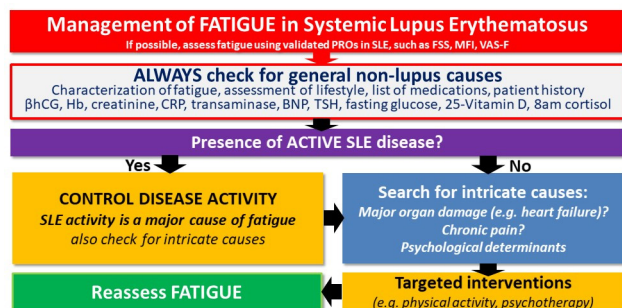 Management of FATIGUE in Systemic Lupus Erythematosus
If possible, assess fatigue using validated PROs in SLE, such as FSS, MFI, VAS-F
ALWAYS check for general non-lupus causes
Characterization of fatigue, assessment of lifestyle, list of medications, patient history
βhCG, Hb, creatinine, CRP, transaminase, BNP, TSH, fasting glucose, 25-Vitamin D, 8am cortisol
Presence of ACTIVE SLE disease?
Yes
No
CONTROL DISEASE ACTIVITY
SLE activity is a major cause of fatigue
also check for intricate causes
Search for intricate causes:
Major organ damage (e.g. heart failure)?
Chronic pain?
Psychological determinants
Targeted interventions
(e.g. physical activity, psychotherapy)
Reassess FATIGUE